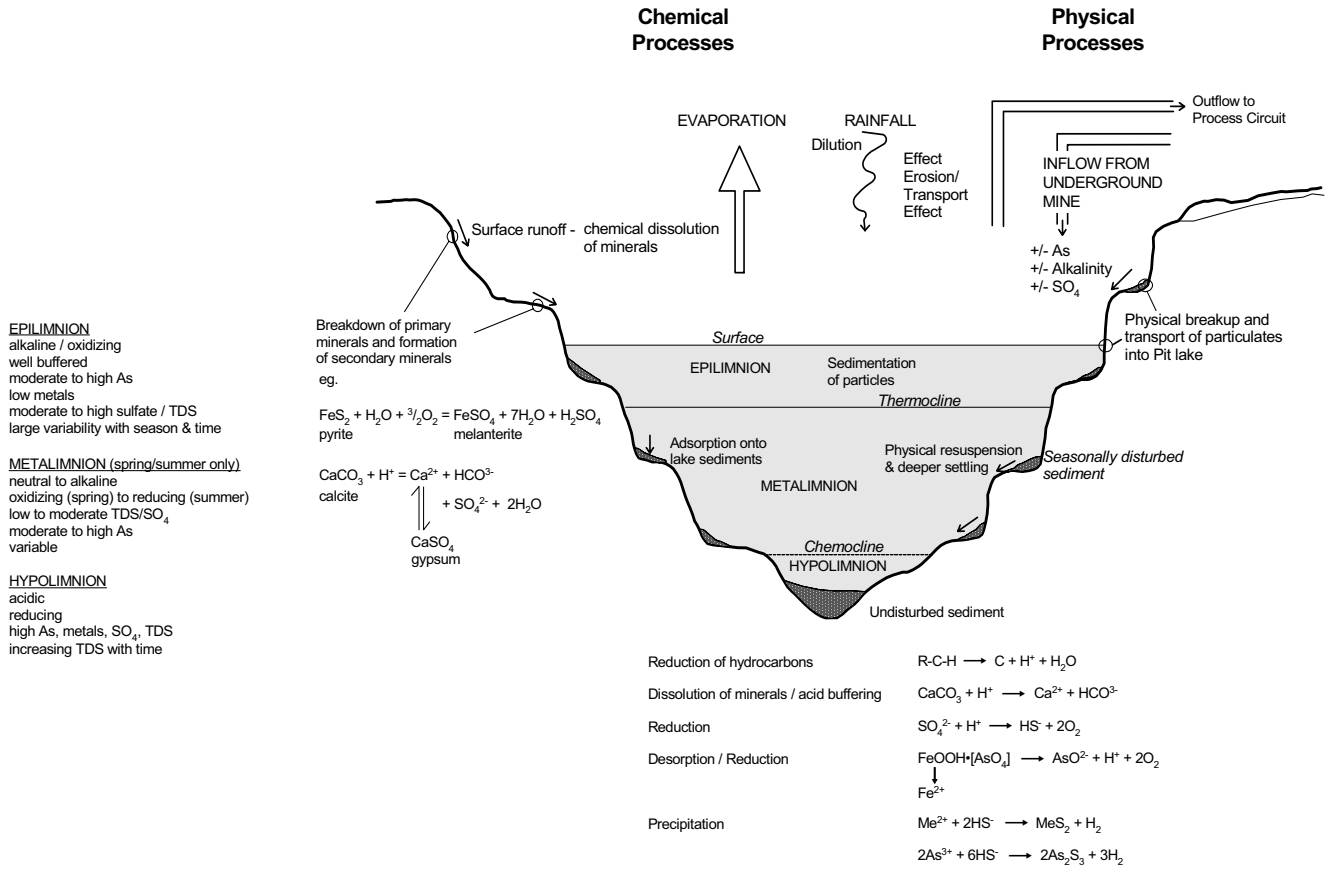 Chemical
Processes
Physical
Processes
EVAPORATION
RAINFALL
Dilution
Effect
Erosion/
Transport
Effect
Outflow to
Process Circuit
INFLOW FROM
UNDERGROUND
MINE
+/- As
+/- Alkalinity
+/- SO₄
Surface runoff - chemical dissolution
of minerals
Breakdown of primary
minerals and formation
of secondary minerals
eg.
FeS₂ + H₂O + ³/₂O₂ = FeSO₄ + 7H₂O + H₂SO₄
pyrite melanterite
CaCO₃ + H⁺ = Ca²⁺ + HCO³⁻
calcite
+ SO₄²⁻ + 2H₂O
CaSO₄
gypsum
Physical breakup and
transport of particulates
into Pit lake
Surface
EPILIMNION
Sedimentation
of particles
Thermocline
Adsorption onto
lake sediments
Physical resuspension
& deeper settling
Seasonally disturbed
sediment
METALIMNION
Chemocline
HYPOLIMNION
Undisturbed sediment
EPILIMNION
alkaline / oxidizing
well buffered
moderate to high As
low metals
moderate to high sulfate / TDS
large variability with season & time
METALIMNION (spring/summer only)
neutral to alkaline
oxidizing (spring) to reducing (summer)
low to moderate TDS/SO₄
moderate to high As
variable
HYPOLIMNION
acidic
reducing
high As, metals, SO₄, TDS
increasing TDS with time
Reduction of hydrocarbons R-C-H → C + H⁺ + H₂O
Dissolution of minerals / acid buffering CaCO₃ + H⁺ → Ca²⁺ + HCO³⁻
Reduction SO₄²⁻ + H⁺ → HS⁻ + 2O₂
Desorption / Reduction FeOOH•[AsO₄] → AsO²⁻ + H⁺ + 2O₂
Fe²⁺
Precipitation Me²⁺ + 2HS⁻ → MeS₂ + H₂
2As³⁺ + 6HS⁻ → 2As₂S₃ + 3H₂